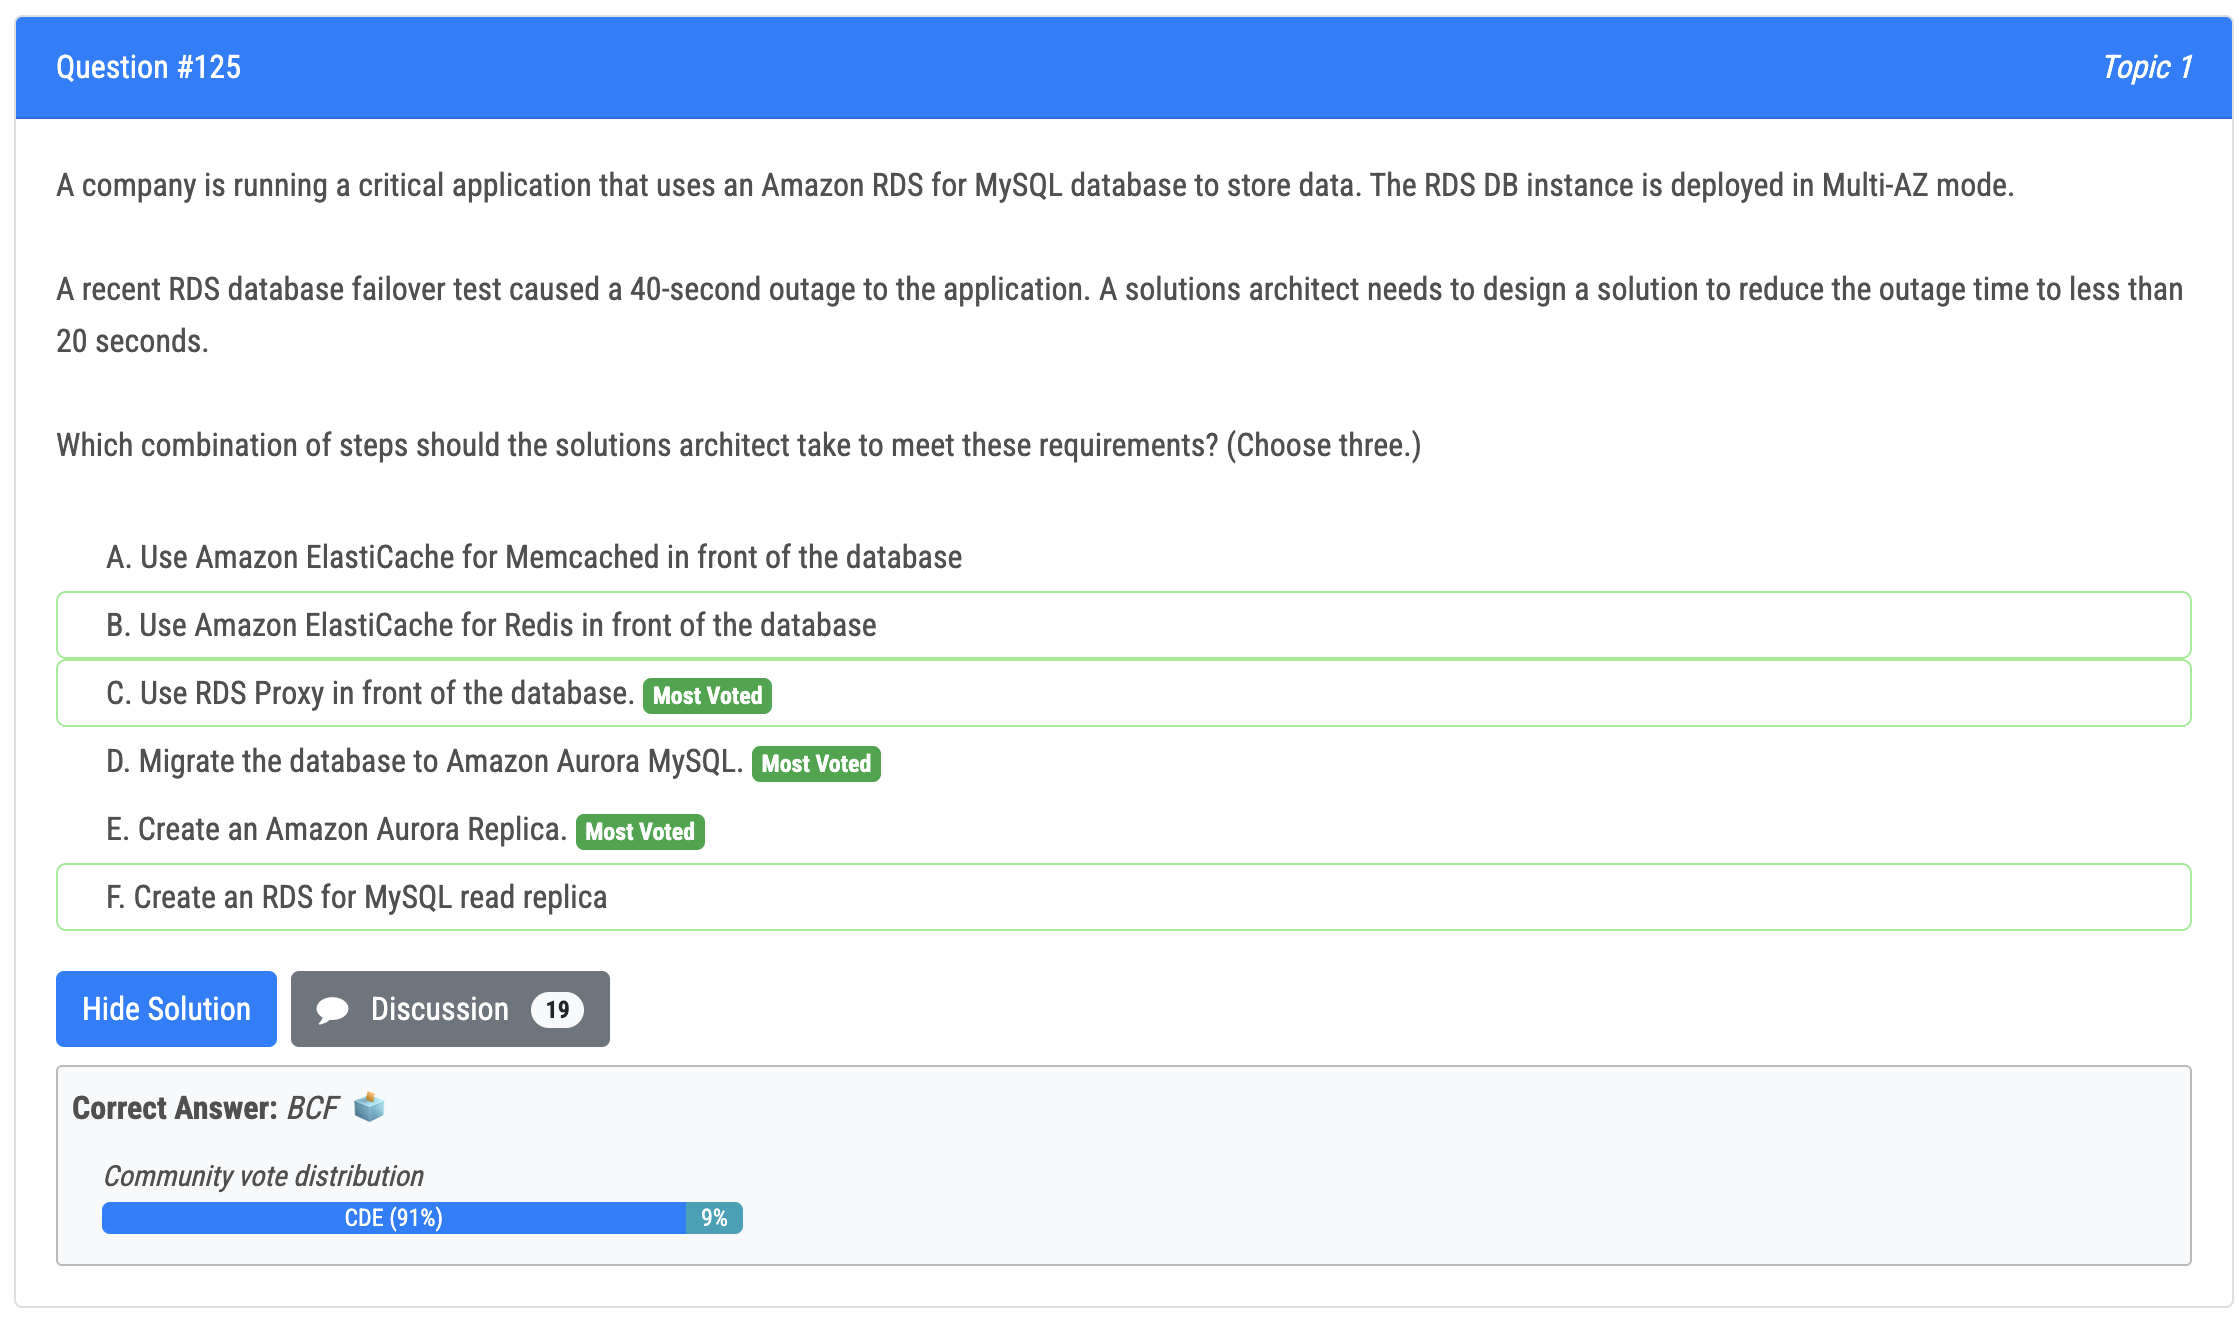 Question #125
Topic 1
A company is running a critical application that uses an Amazon RDS for MySQL database to store data. The RDS DB instance is deployed in Multi-AZ mode.
A recent RDS database failover test caused a 40-second outage to the application. A solutions architect needs to design a solution to reduce the outage time to less than
20 seconds.
Which combination of steps should the solutions architect take to meet these requirements? (Choose three.)
A. Use Amazon ElastiCache for Memcached in front of the database
B. Use Amazon ElastiCache for Redis in front of the database
C. Use RDS Proxy in front of the database. Most Voted
D. Migrate the database to Amazon Aurora MySQL. Most Voted
E. Create an Amazon Aurora Replica. Most Voted
F. Create an RDS for MySQL read replica
Hide Solution Discussion 19
Correct Answer: BCF
Community vote distribution
CDE (91%) 9%